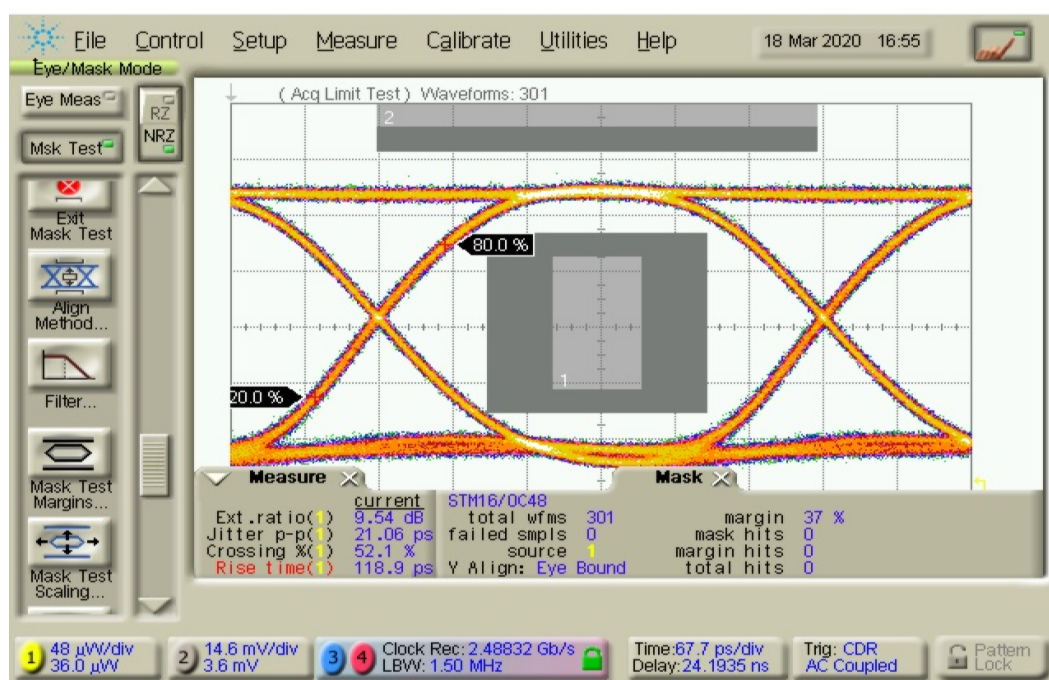 File Control Setup Measure Calibrate Utilities Help 18 Mar 2020 16:55
Eye/Mask Mode
Eye Meas
RZ
NRZ
Msk Test
Exit
Mask Test
Align
Method...
Filter...
Mask Test
Margins...
Mask Test
Scaling...
( Acq Limit Test ) Waveforms: 301
2
80.0 %
20.0 %
1
Measure
current
Ext.ratio(1) 9.54 dB
Jitter p-p(1) 21.06 ps
Crossing %(1) 52.1 %
Rise time(1) 118.9 ps
Mask
STM16/OC48
total wfms 301 margin 37 %
failed smpls 0 mask hits 0
source 1 margin hits 0
Y Align: Eye Bound total hits 0
1 48 µW/div
36.0 µW
2 14.6 mV/div
3.6 mV
3 4 Clock Rec: 2.48832 Gb/s
LBW: 1.50 MHz
Time:67.7 ps/div
Delay:24.1935 ns
Trig: CDR
AC Coupled
Pattern
Lock